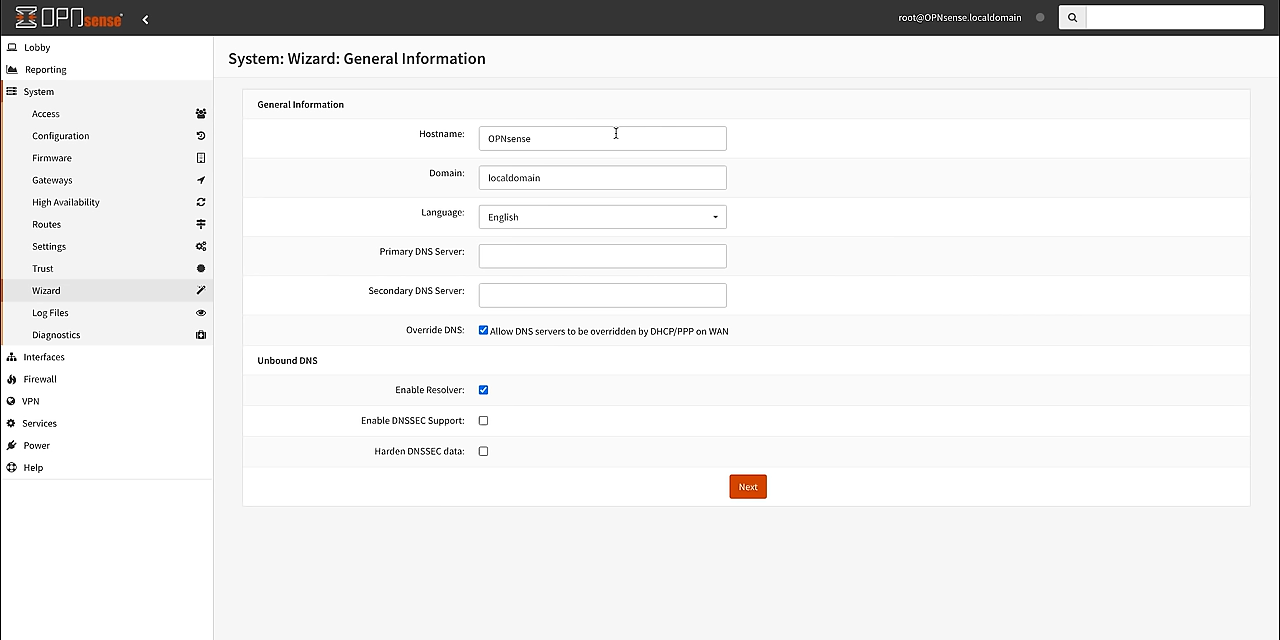 OPNsense
root@OPNsense.localdomain
Lobby
Reporting
System
Access
Configuration
Firmware
Gateways
High Availability
Routes
Settings
Trust
Wizard
Log Files
Diagnostics
Interfaces
Firewall
VPN
Services
Power
Help
System: Wizard: General Information
General Information
Hostname: OPNsense
Domain: localdomain
Language: English
Primary DNS Server:
Secondary DNS Server:
Override DNS: Allow DNS servers to be overridden by DHCP/PPP on WAN
Unbound DNS
Enable Resolver:
Enable DNSSEC Support:
Harden DNSSEC data:
Next